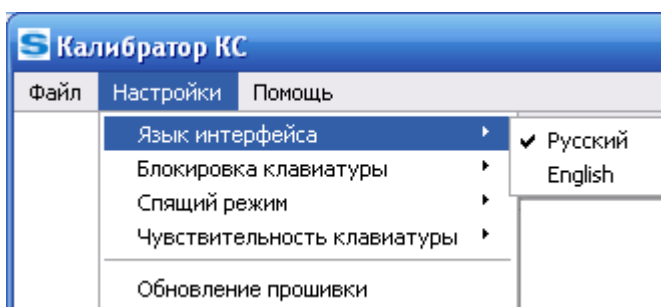 S Калибратор КС
Файл Настройки Помощь
Язык интерфейса
✔ Русский
Блокировка клавиатуры
English
Спящий режим
Чувствительность клавиатуры
Обновление прошивки